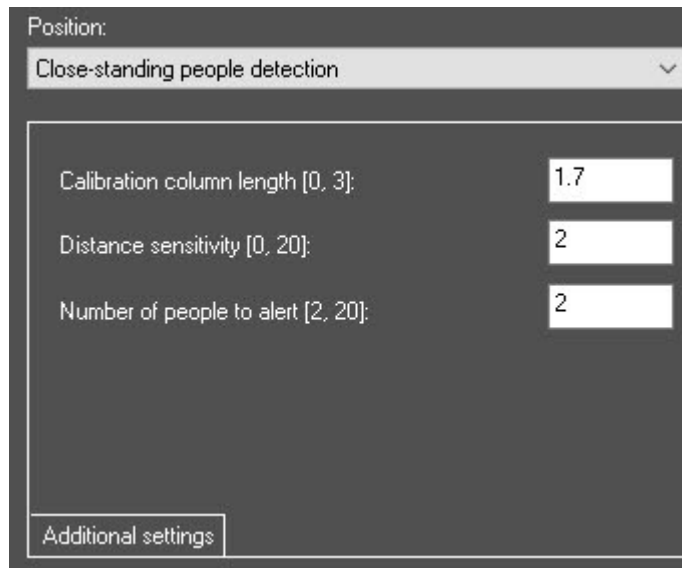 Position:
Close-standing people detection
Calibration column length [0, 3]: 1.7
Distance sensitivity [0, 20]: 2
Number of people to alert [2, 20]: 2
Additional settings